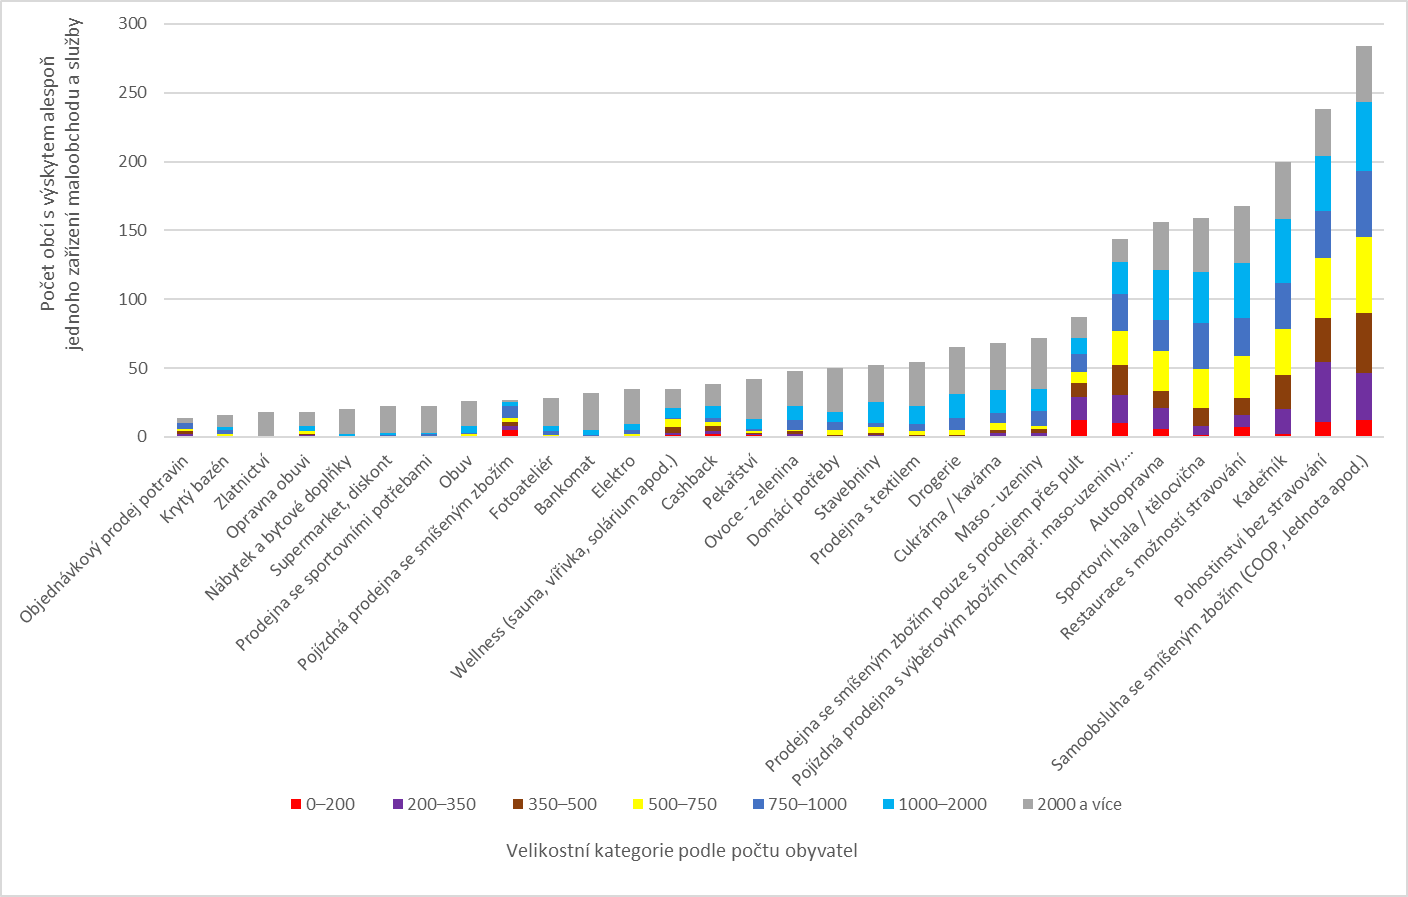 Počet obcí s výskytem alespoň
jednoho zařízení maloobchodu a služby
300
250
200
150
100
50
0
Objednávkový prodej potravin
Krytý bazén
Zlatnictví
Opravna obuvi
Nábytek a bytové doplňky
Supermarket, diskont
Prodejna se sportovními potřebami
Obuv
Pojízdná prodejna se smíšeným zbožím
Fotoateliér
Bankomat
Elektro
Wellness (sauna, vířivka, solárium apod.)
Cashback
Pekařství
Ovoce - zelenina
Domácí potřeby
Stavebniny
Prodejna s textilem
Drogerie
Cukrárna / kavárna
Maso - uzeniny
Prodejna se smíšeným zbožím pouze s prodejem přes pult
Pojízdná prodejna s výběrovým zbožím (např. maso-uzeniny,...
Autoopravna
Sportovní hala / tělocvična
Restaurace s možností stravování
Kadeřník
Pohostinství bez stravování
Samoobsluha se smíšeným zbožím (COOP, Jednota apod.)
0–200
200–350
350–500
500–750
750–1000
1000–2000
2000 a více
Velikostní kategorie podle počtu obyvatel